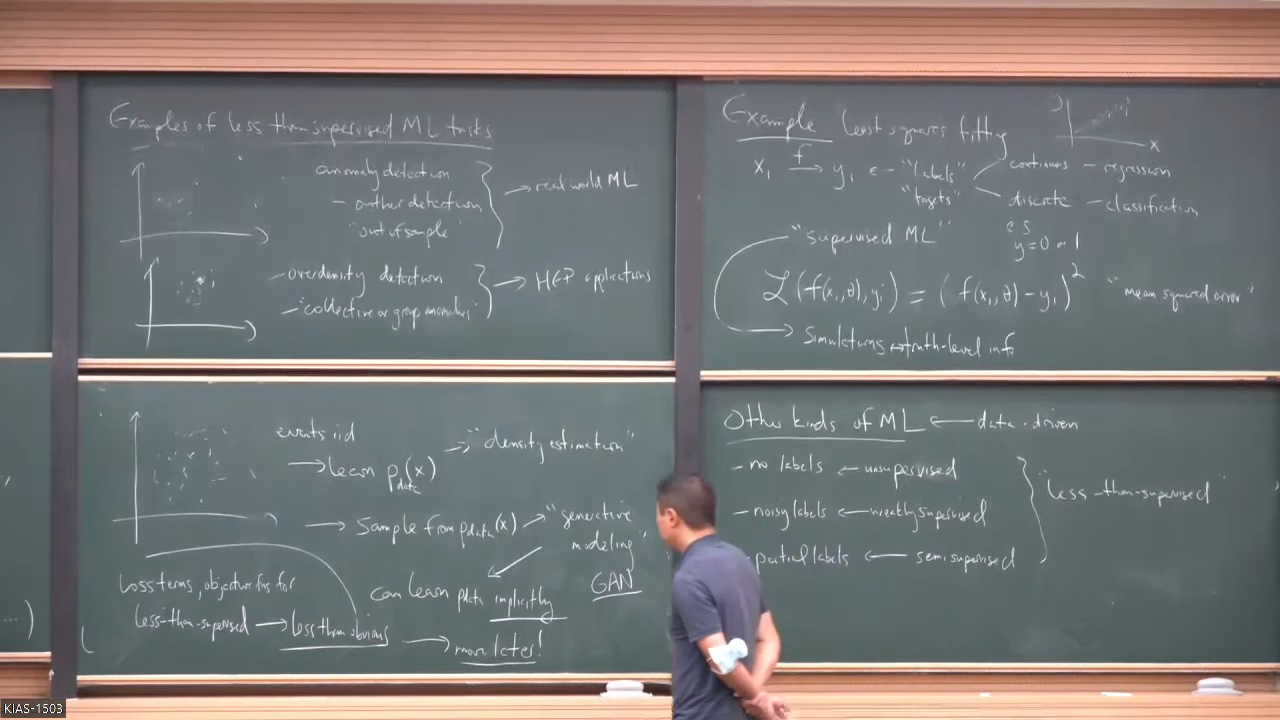 Examples of less than supervised ML tasks
anomaly detection
- outlier detection
"out of sample"
→ real world ML
- overdensity detection
- "collective or group anomalies"
→ HEP applications
events iid
→ learn p_data(x) → "density estimation"
→ Sample from p_data(x) → "generative modeling"
can learn p_data implicitly
GAN
Loss terms, objective fns for
less-than-supervised → less than obvious → more later!
...)
Example least squares fitting
x
x_i f→ y_i ← "labels"
"targets"
continuous - regression
discrete - classification
e.g.
y=0 or 1
"supervised ML"
L(f(x_i,θ), y_i) = (f(x_i,θ) - y_i)^2 "mean squared error"
→ Simulations ↔ truth-level info
Other kinds of ML ← data-driven
- no labels ← unsupervised
- noisy labels ← weakly supervised
partial labels ← semisupervised
"less-than-supervised"
KIAS-1503